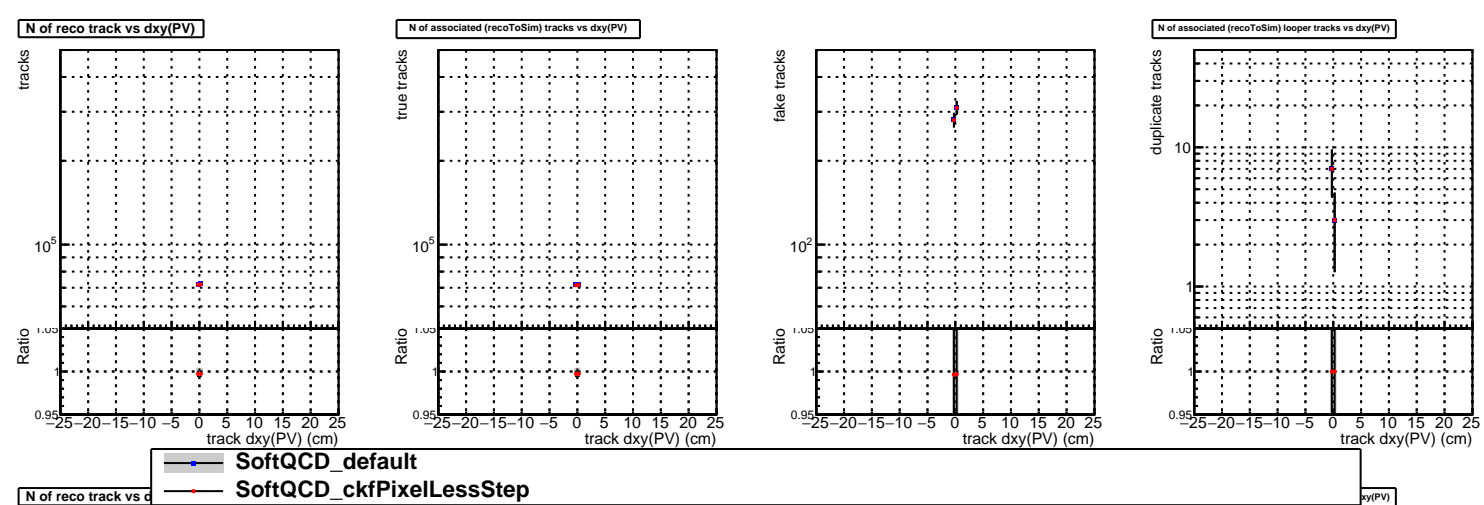 N of reco track vs dxy(PV)
N of associated (recoToSim) tracks vs dxy(PV)
N of associated (recoToSim) looper tracks vs dxy(PV)
tracks
10^5
Ratio
1.05
1
0.95
−25 −20 −15 −10 −5 0 5 10 15 20 25
track dxy(PV) (cm)
true tracks
10^5
Ratio
1.05
1
0.95
−25 −20 −15 −10 −5 0 5 10 15 20 25
track dxy(PV) (cm)
fake tracks
10^2
Ratio
1.05
1
0.95
−25 −20 −15 −10 −5 0 5 10 15 20 25
track dxy(PV) (cm)
duplicate tracks
10
1
Ratio
1.05
1
0.95
−25 −20 −15 −10 −5 0 5 10 15 20 25
track dxy(PV) (cm)
SoftQCD_default
SoftQCD_ckfPixelLessStep
N of reco track vs d
xy(PV)